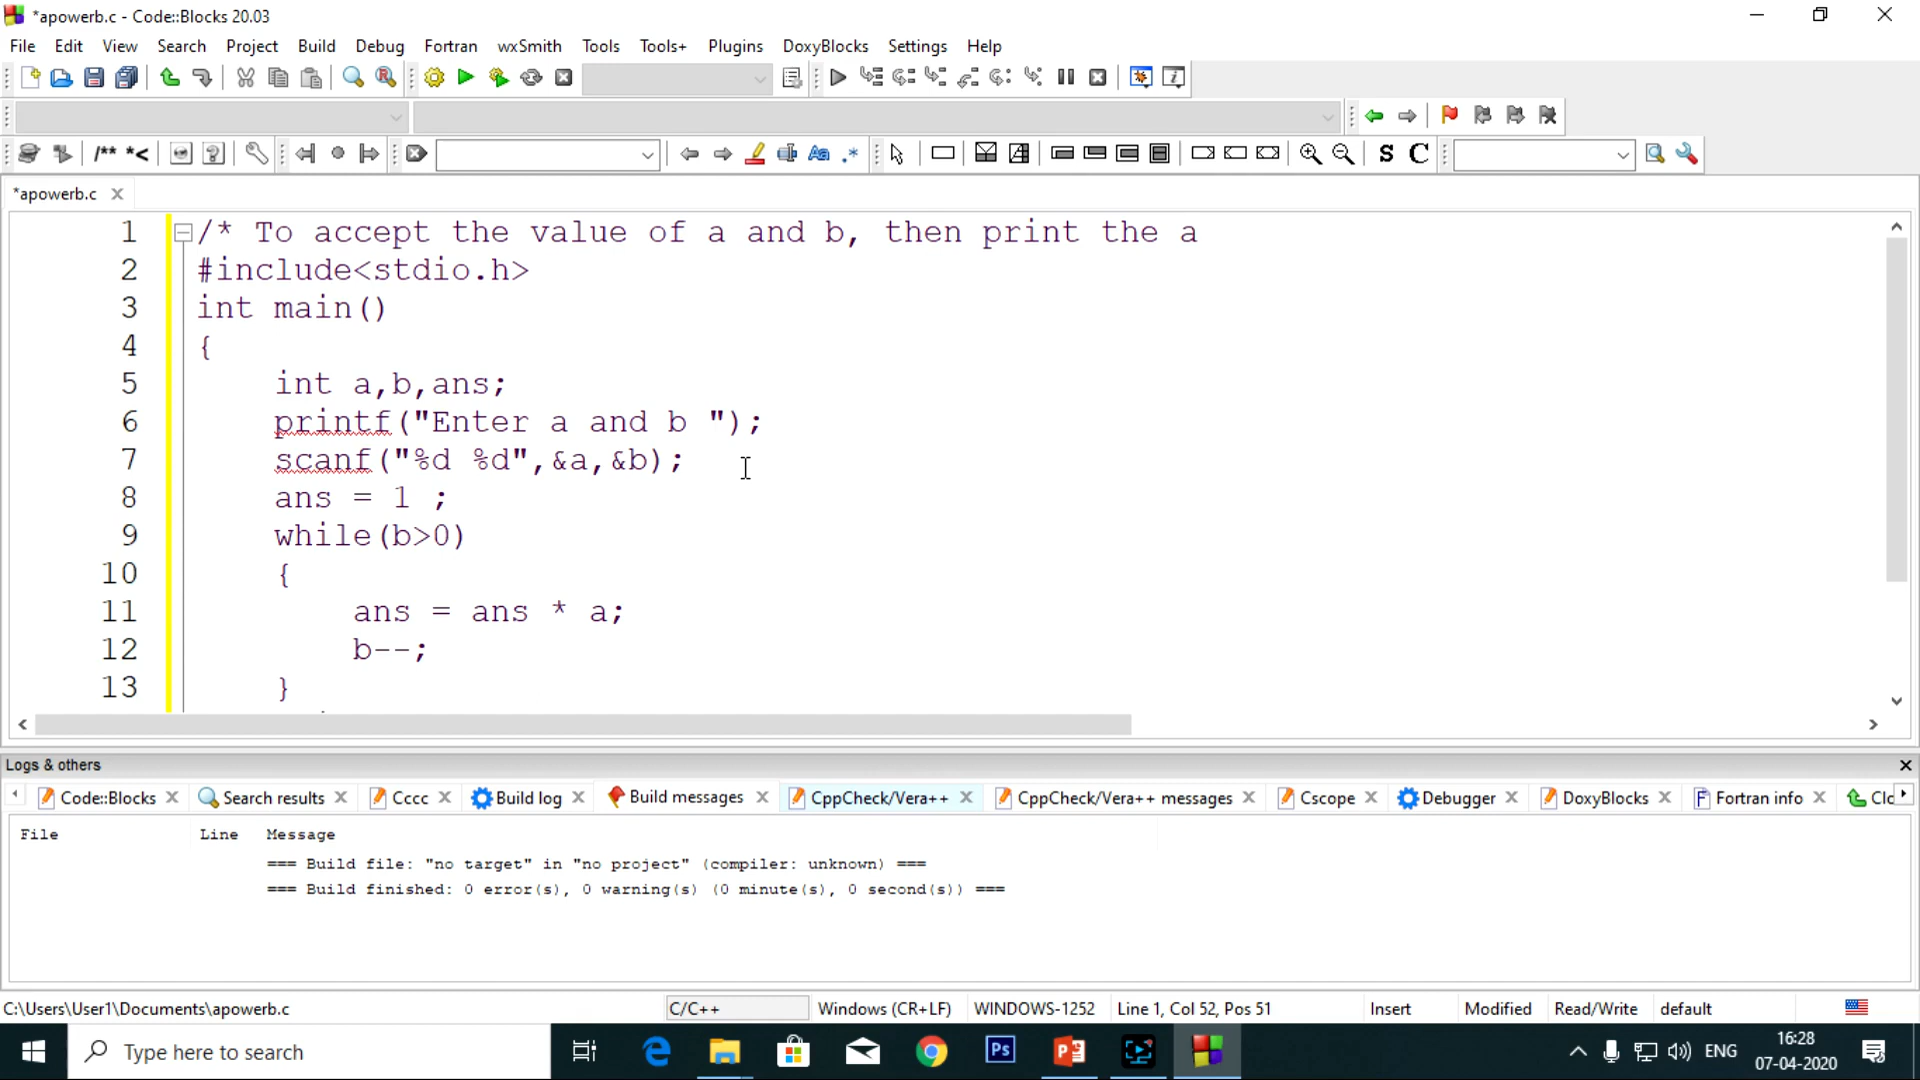 *apowerb.c - Code::Blocks 20.03
File Edit View Search Project Build Debug Fortran wxSmith Tools Tools+ Plugins DoxyBlocks Settings Help
/** *<
S C
*apowerb.c
1 /* To accept the value of a and b, then print the a
2 #include<stdio.h>
3 int main()
4 {
5 int a,b,ans;
6 printf("Enter a and b ");
7 scanf("%d %d",&a,&b);
8 ans = 1 ;
9 while(b>0)
10 {
11 ans = ans * a;
12 b--;
13 }
Logs & others
Code::Blocks Search results Cccc Build log Build messages CppCheck/Vera++ CppCheck/Vera++ messages Cscope Debugger DoxyBlocks Fortran info Clo
File Line Message
=== Build file: "no target" in "no project" (compiler: unknown) ===
=== Build finished: 0 error(s), 0 warning(s) (0 minute(s), 0 second(s)) ===
C:\Users\User1\Documents\apowerb.c C/C++ Windows (CR+LF) WINDOWS-1252 Line 1, Col 52, Pos 51 Insert Modified Read/Write default
Type here to search
Ps
ENG
16:28
07-04-2020